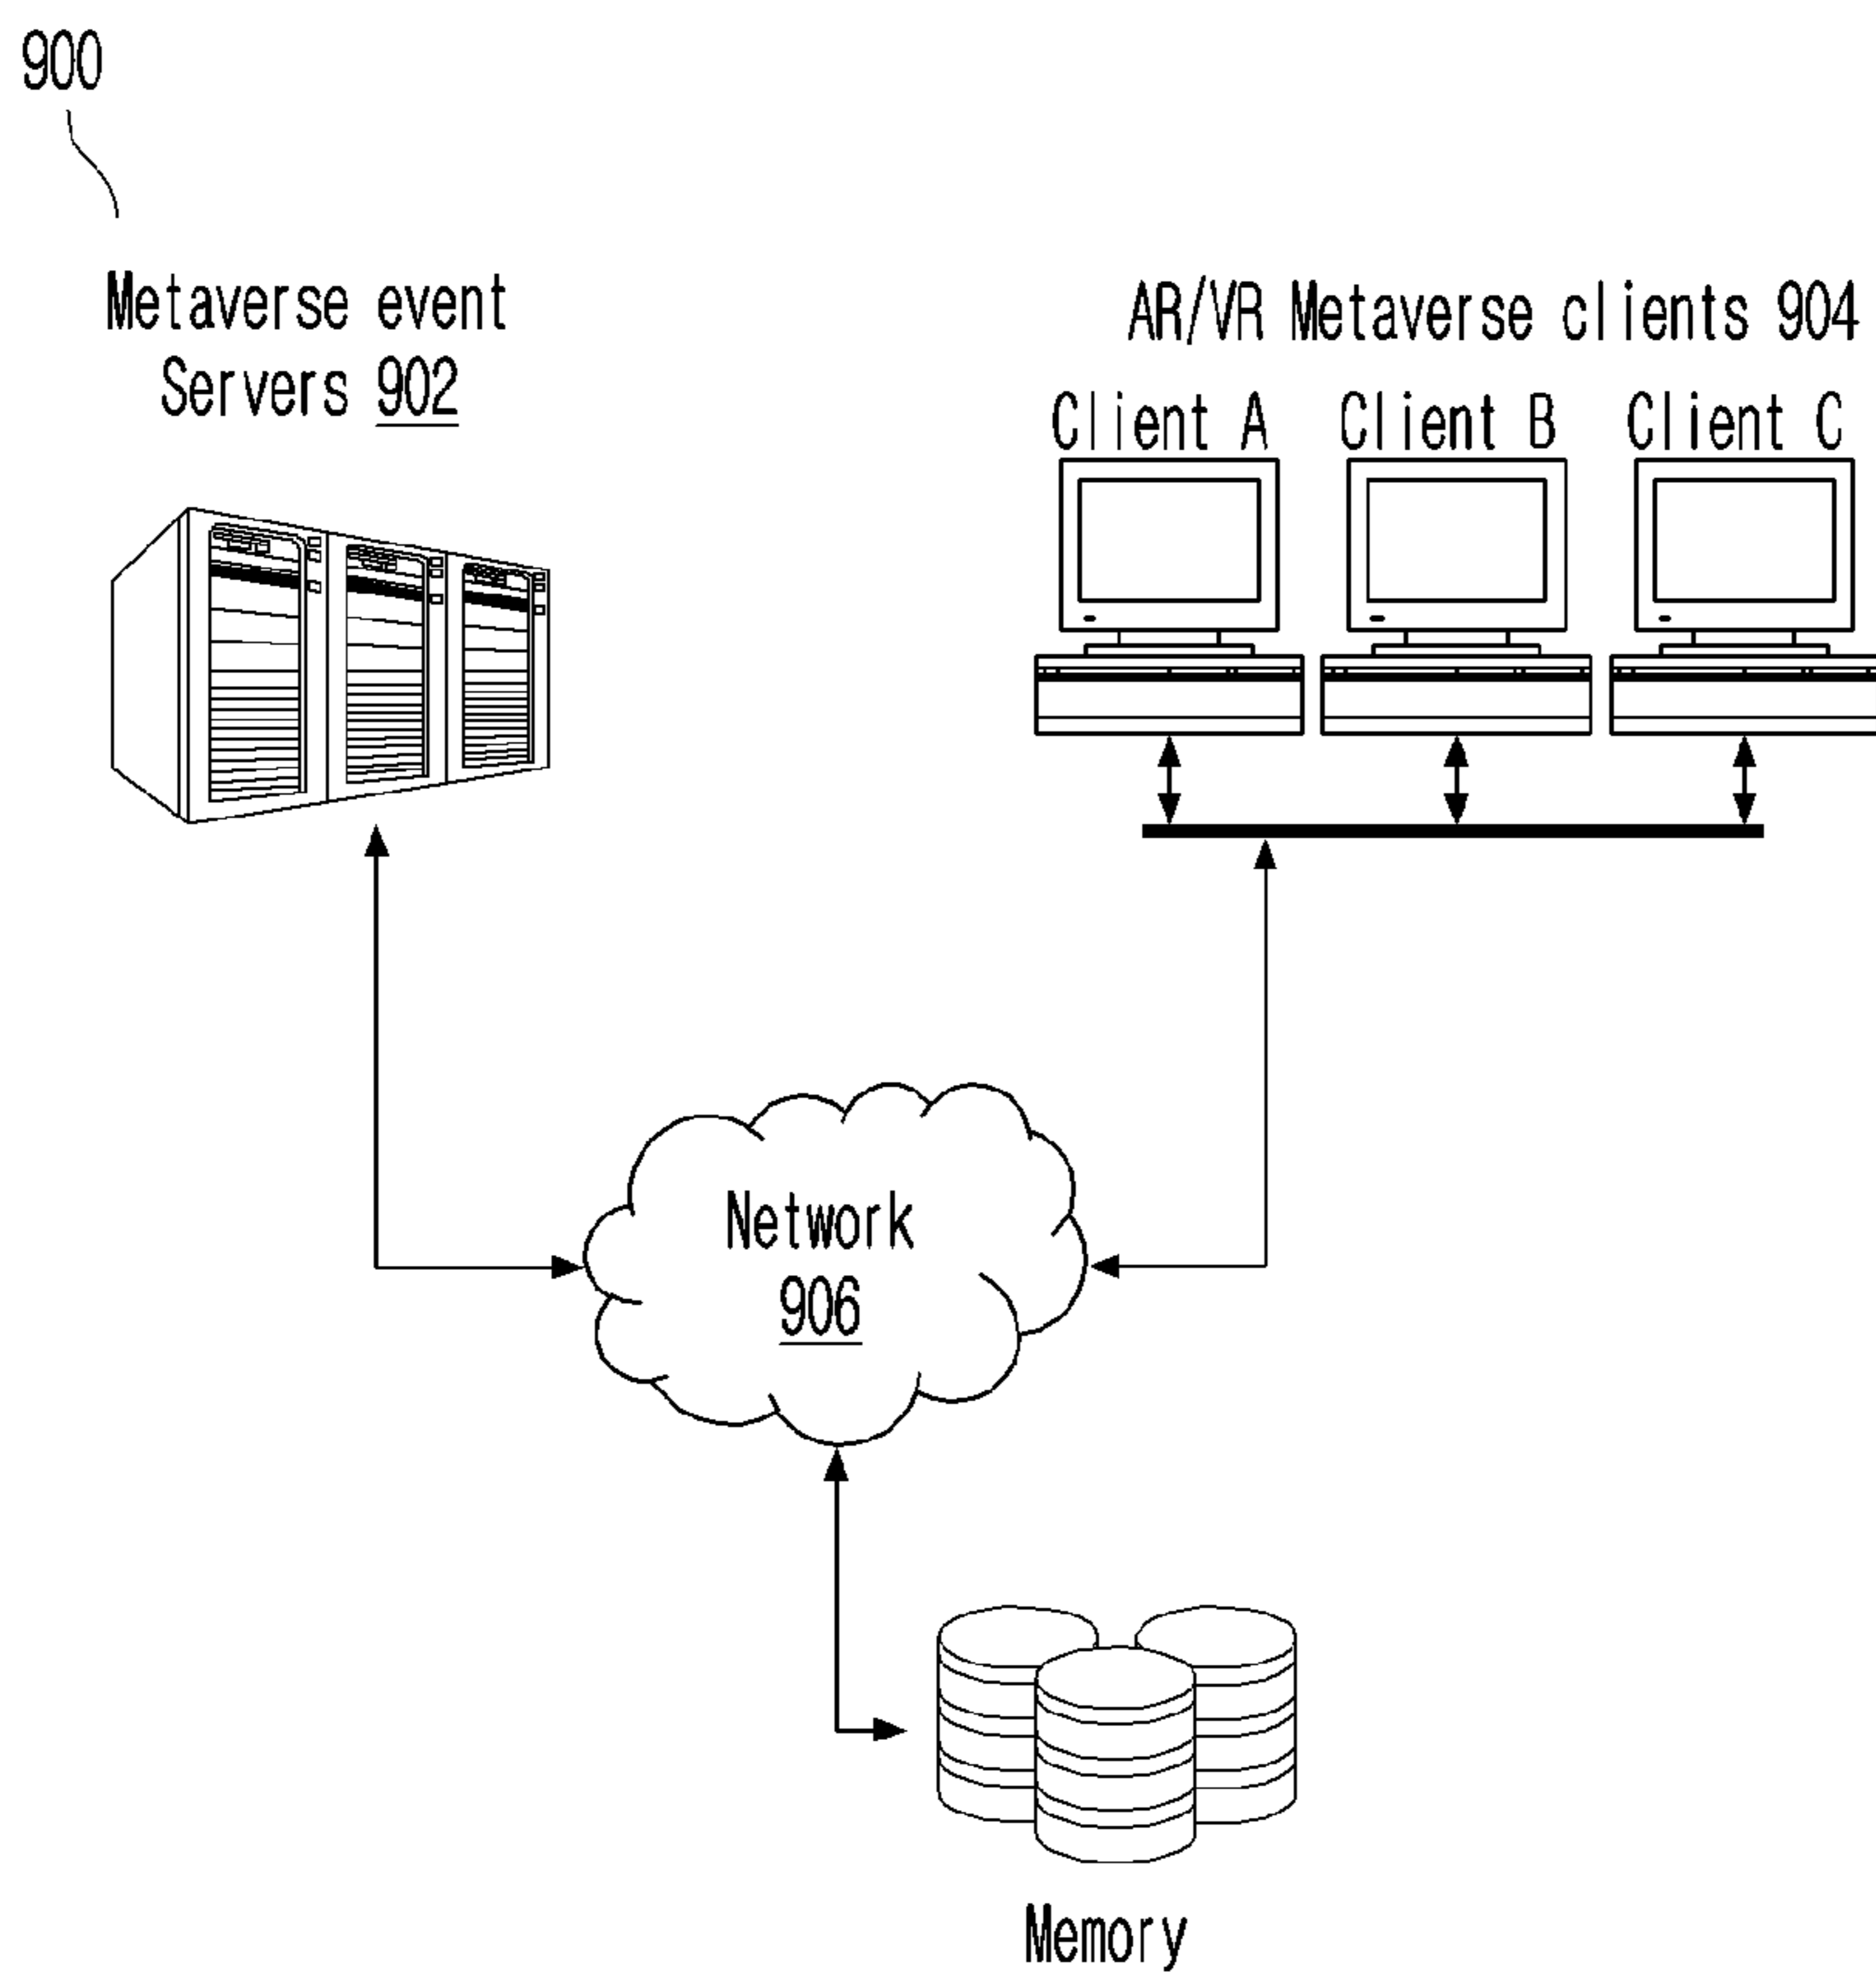 900
Metaverse event
Servers 902
AR/VR Metaverse clients 904
Client A Client B Client C
Network
906
Memory